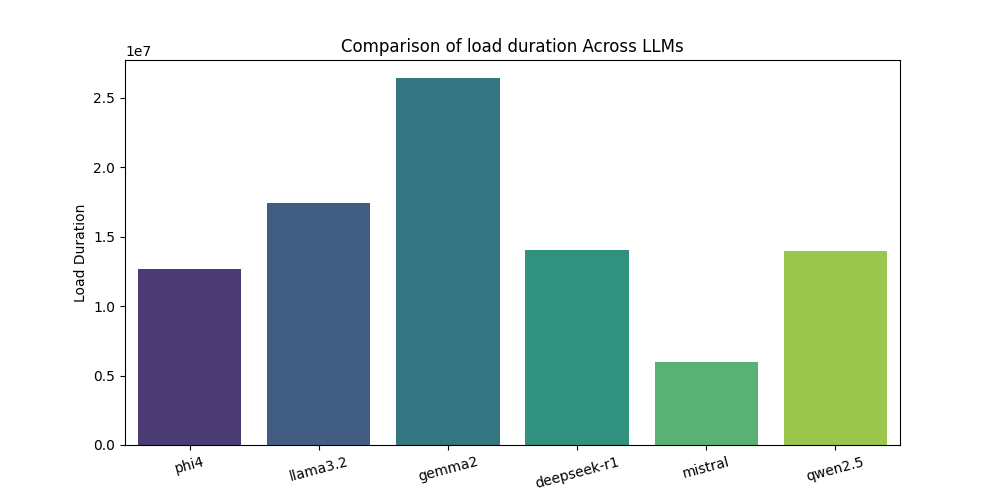 Comparison of load duration Across LLMs
1e7
2.5
2.0
1.5
1.0
0.5
0.0
Load Duration
phi4
llama3.2
gemma2
deepseek-r1
mistral
qwen2.5